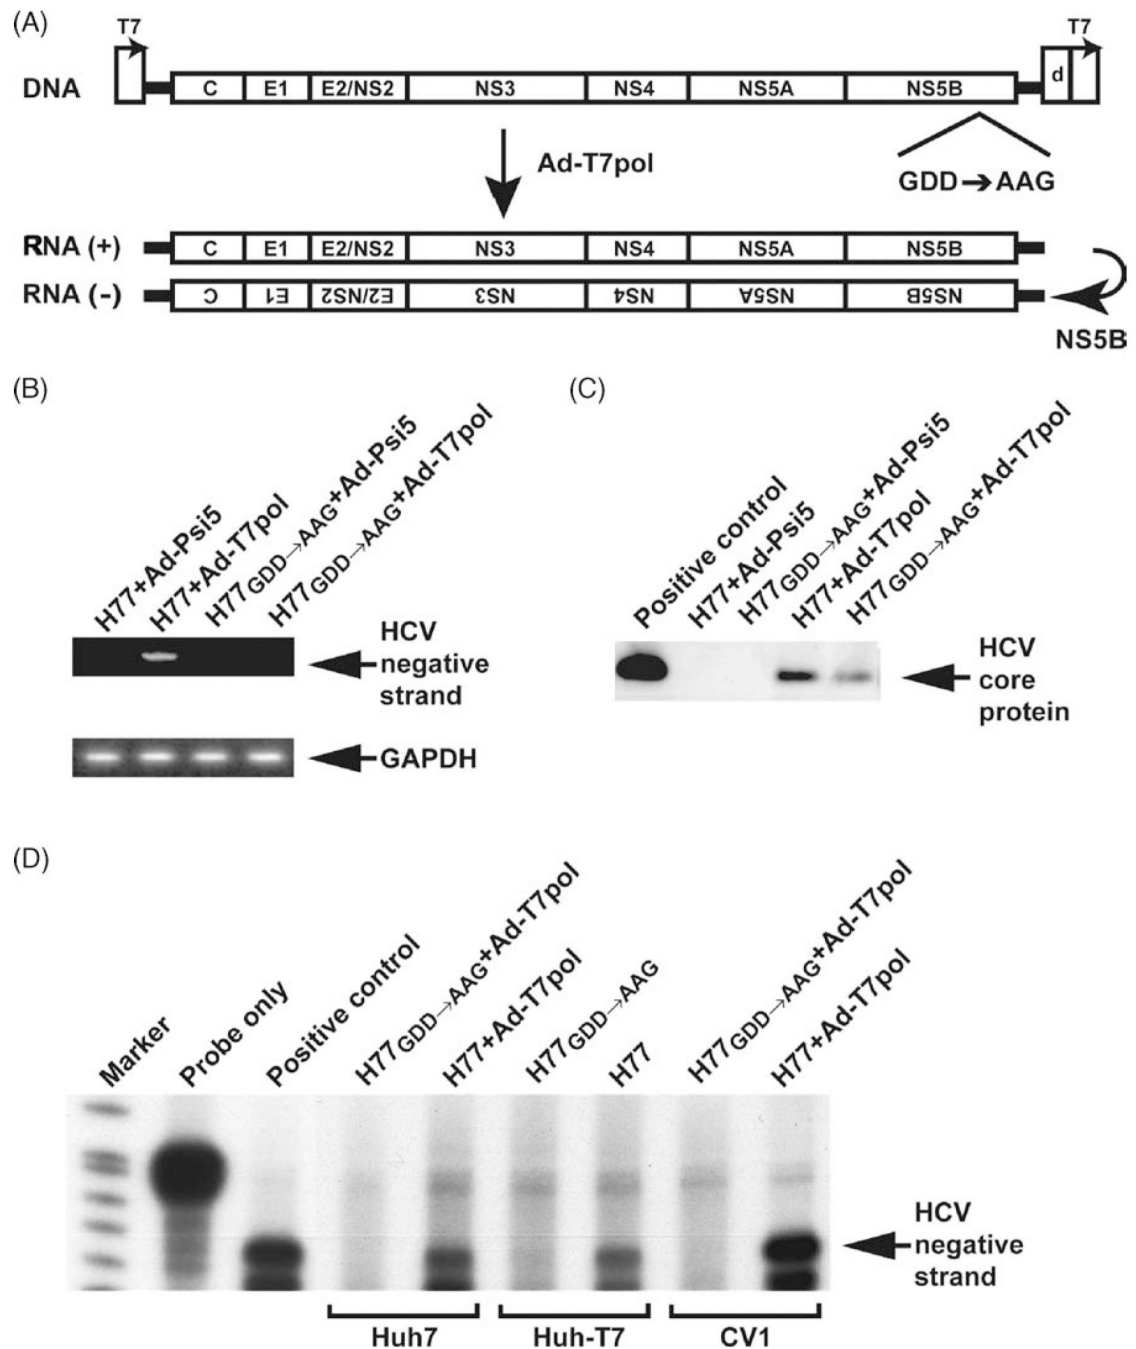 (A)
T7
T7
DNA
C
E1
E2/NS2
NS3
NS4
NS5A
NS5B
d
Ad-T7pol
GDD→AAG
RNA (+)
C
E1
E2/NS2
NS3
NS4
NS5A
NS5B
RNA (-)
C
E1
E2/NS2
NS3
NS4
NS5A
NS5B
NS5B
(B)
H77+Ad-Psi5
H77+Ad-T7pol
H77GDD→AAG+Ad-Psi5
H77GDD→AAG+Ad-T7pol
HCV
negative
strand
GAPDH
(C)
Positive control
H77+Ad-Psi5
H77GDD→AAG+Ad-Psi5
H77+Ad-T7pol
H77GDD→AAG+Ad-T7pol
HCV
core
protein
(D)
Marker
Probe only
Positive control
H77GDD→AAG+Ad-T7pol
H77+Ad-T7pol
H77GDD→AAG
H77
H77GDD→AAG+Ad-T7pol
H77+Ad-T7pol
HCV
negative
strand
Huh7
Huh-T7
CV1